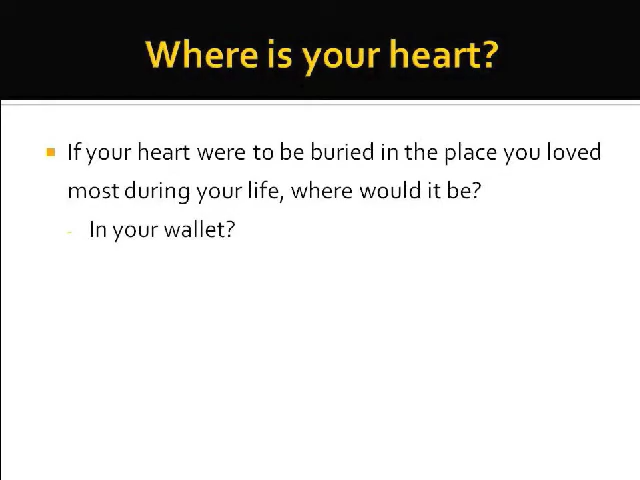 Where is your heart?
If your heart were to be buried in the place you loved
most during your life, where would it be?
- In your wallet?